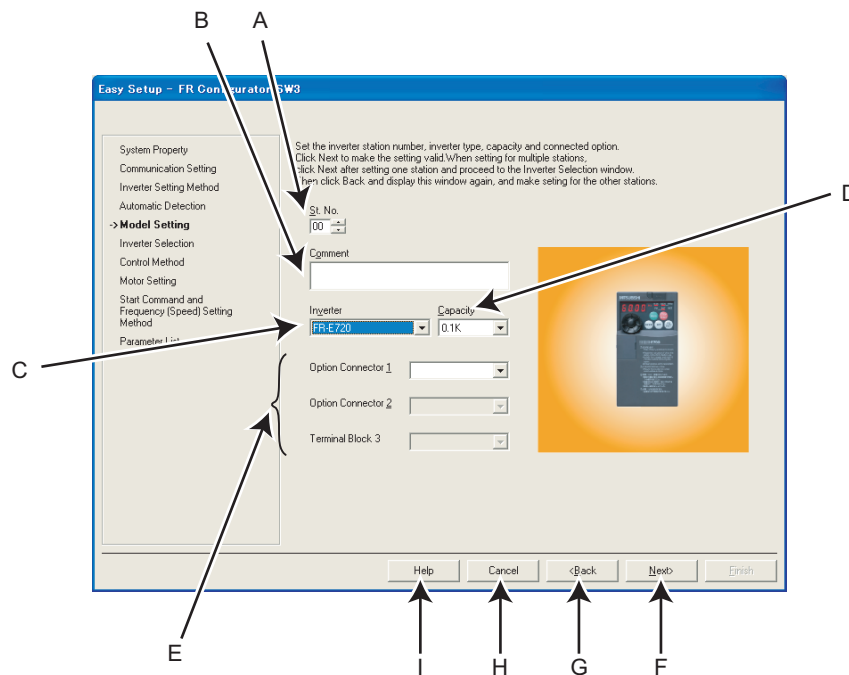 B A
Easy Setup - FR Configurator SW3
System Property
Communication Setting
Inverter Setting Method
Automatic Detection
->Model Setting
Inverter Selection
Control Method
Motor Setting
Start Command and
Frequency (Speed) Setting
Method
Parameter List
Set the inverter station number, inverter type, capacity and connected option.
Click Next to make the setting valid.When setting for multiple stations,
click Next after setting one station and proceed to the Inverter Selection window.
Then click Back and display this window again, and make seting for the other stations.
D
St. No.
00
Comment
Inverter Capacity
FR-E720 0.1K
C
Option Connector 1
Option Connector 2
Terminal Block 3
Help Cancel <Back Next> Finish
E I H G F